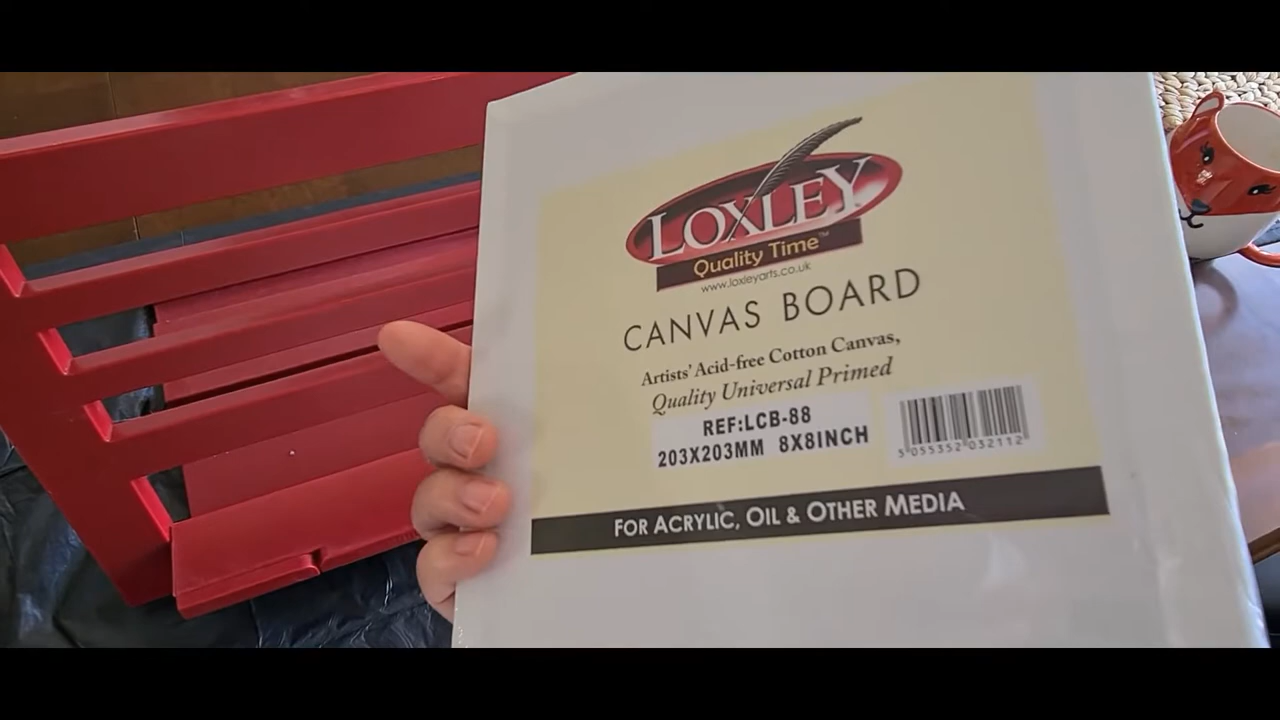 LOXLEY
Quality Time™
www.loxleyarts.co.uk
CANVAS BOARD
Artists' Acid-free Cotton Canvas,
Quality Universal Primed
REF:LCB-88
203X203MM 8X8INCH
5 055352 032112
FOR ACRYLIC, OIL & OTHER MEDIA